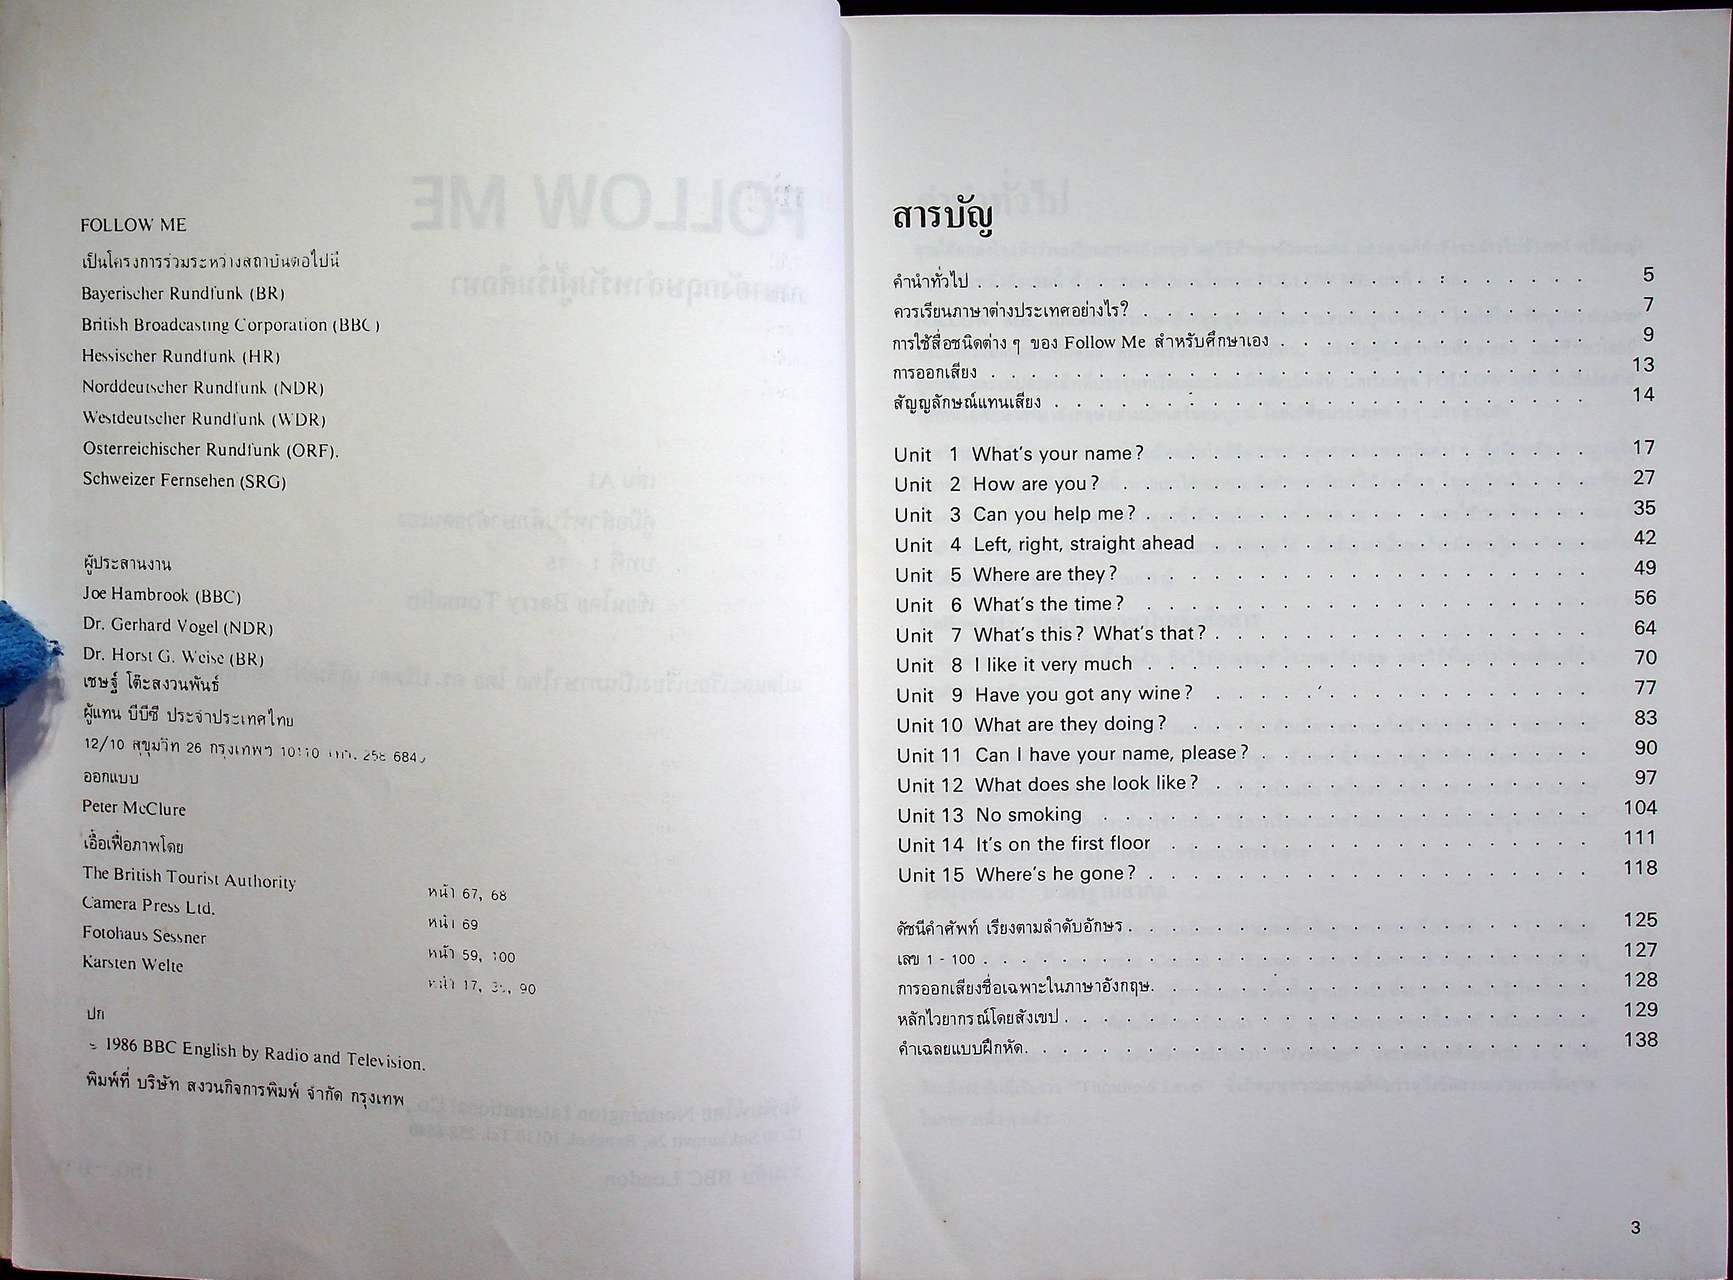 FOLLOW ME
เป็นโครงการร่วมระหว่างสถาบันต่อไปนี้
Bayerischer Rundfunk (BR)
British Broadcasting Corporation (BBC)
Hessischer Rundfunk (HR)
Norddeutscher Rundfunk (NDR)
Westdeutscher Rundfunk (WDR)
Osterreichischer Rundfunk (ORF).
Schweizer Fernsehen (SRG)
ผู้ประสานงาน
Joe Hambrook (BBC)
Dr. Gerhard Vogel (NDR)
Dr. Horst G. Weise (BR)
เชษฐ์ โต๊ะสงวนพันธ์
ผู้แทน บีบีซี ประจำประเทศไทย
12/10 สุขุมวิท 26 กรุงเทพฯ 10110 โทร. 258
ออกแบบ
Peter McClure
เอื้อเฟื้อภาพโดย
The British Tourist Authority หน้า 67, 68
Camera Press Ltd. หน้า 69
Fotohaus Sessner หน้า 59, 100
Karsten Welte หน้า 17, 90
ปก
1986 BBC English by Radio and Television.
พิมพ์ที่ บริษัท สงวนกิจการพิมพ์ จำกัด กรุงเทพ
สารบัญ
คำนำทั่วไป . . . 5
ควรเรียนภาษาต่างประเทศอย่างไร? . . . 7
การใช้สื่อชนิดต่าง ๆ ของ Follow Me สำหรับศึกษาเอง . . . 9
การออกเสียง . . . 13
สัญญลักษณ์แทนเสียง . . . 14
Unit 1 What's your name? . . . 17
Unit 2 How are you? . . . 27
Unit 3 Can you help me? . . . 35
Unit 4 Left, right, straight ahead . . . 42
Unit 5 Where are they? . . . 49
Unit 6 What's the time? . . . 56
Unit 7 What's this? What's that? . . . 64
Unit 8 I like it very much . . . 70
Unit 9 Have you got any wine? . . . 77
Unit 10 What are they doing? . . . 83
Unit 11 Can I have your name, please? . . . 90
Unit 12 What does she look like? . . . 97
Unit 13 No smoking . . . 104
Unit 14 It's on the first floor . . . 111
Unit 15 Where's he gone? . . . 118
ดัชนีคำศัพท์ เรียงตามลำดับอักษร . . . 125
เลข 1 - 100 . . . 127
การออกเสียงชื่อเฉพาะในภาษาอังกฤษ. . . . 128
หลักไวยากรณ์โดยสังเขป . . . 129
คำเฉลยแบบฝึกหัด. . . . 138
3